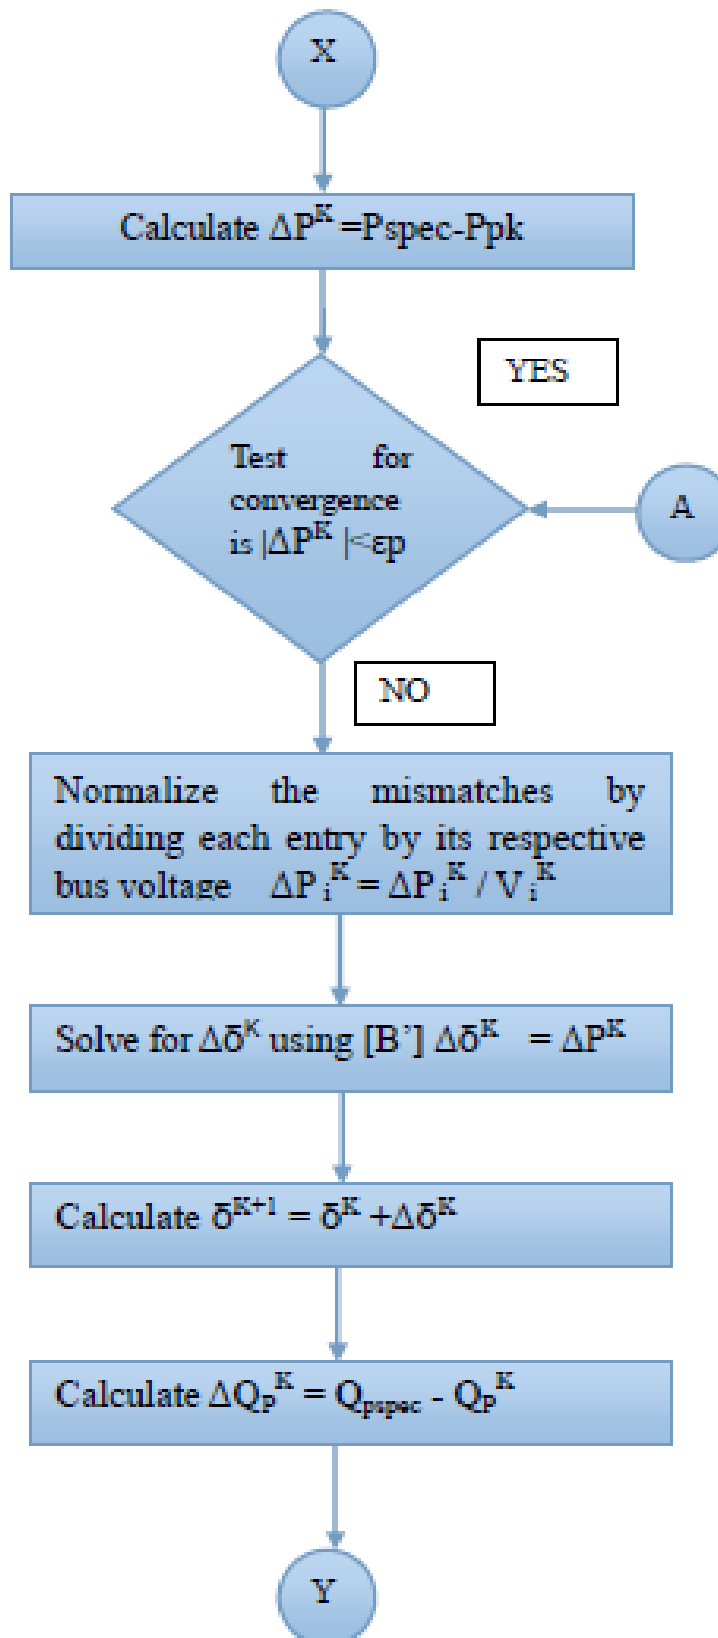 X
Calculate ΔP^K =Pspec-Ppk
YES
Test for
convergence
is |ΔP^K |<εp
A
NO
Normalize the mismatches by
dividing each entry by its respective
bus voltage ΔP_i^K = ΔP_i^K / V_i^K
Solve for Δδ^K using [B’] Δδ^K = ΔP^K
Calculate δ^K+1 = δ^K +Δδ^K
Calculate ΔQ_P^K = Q_pspec - Q_P^K
Y